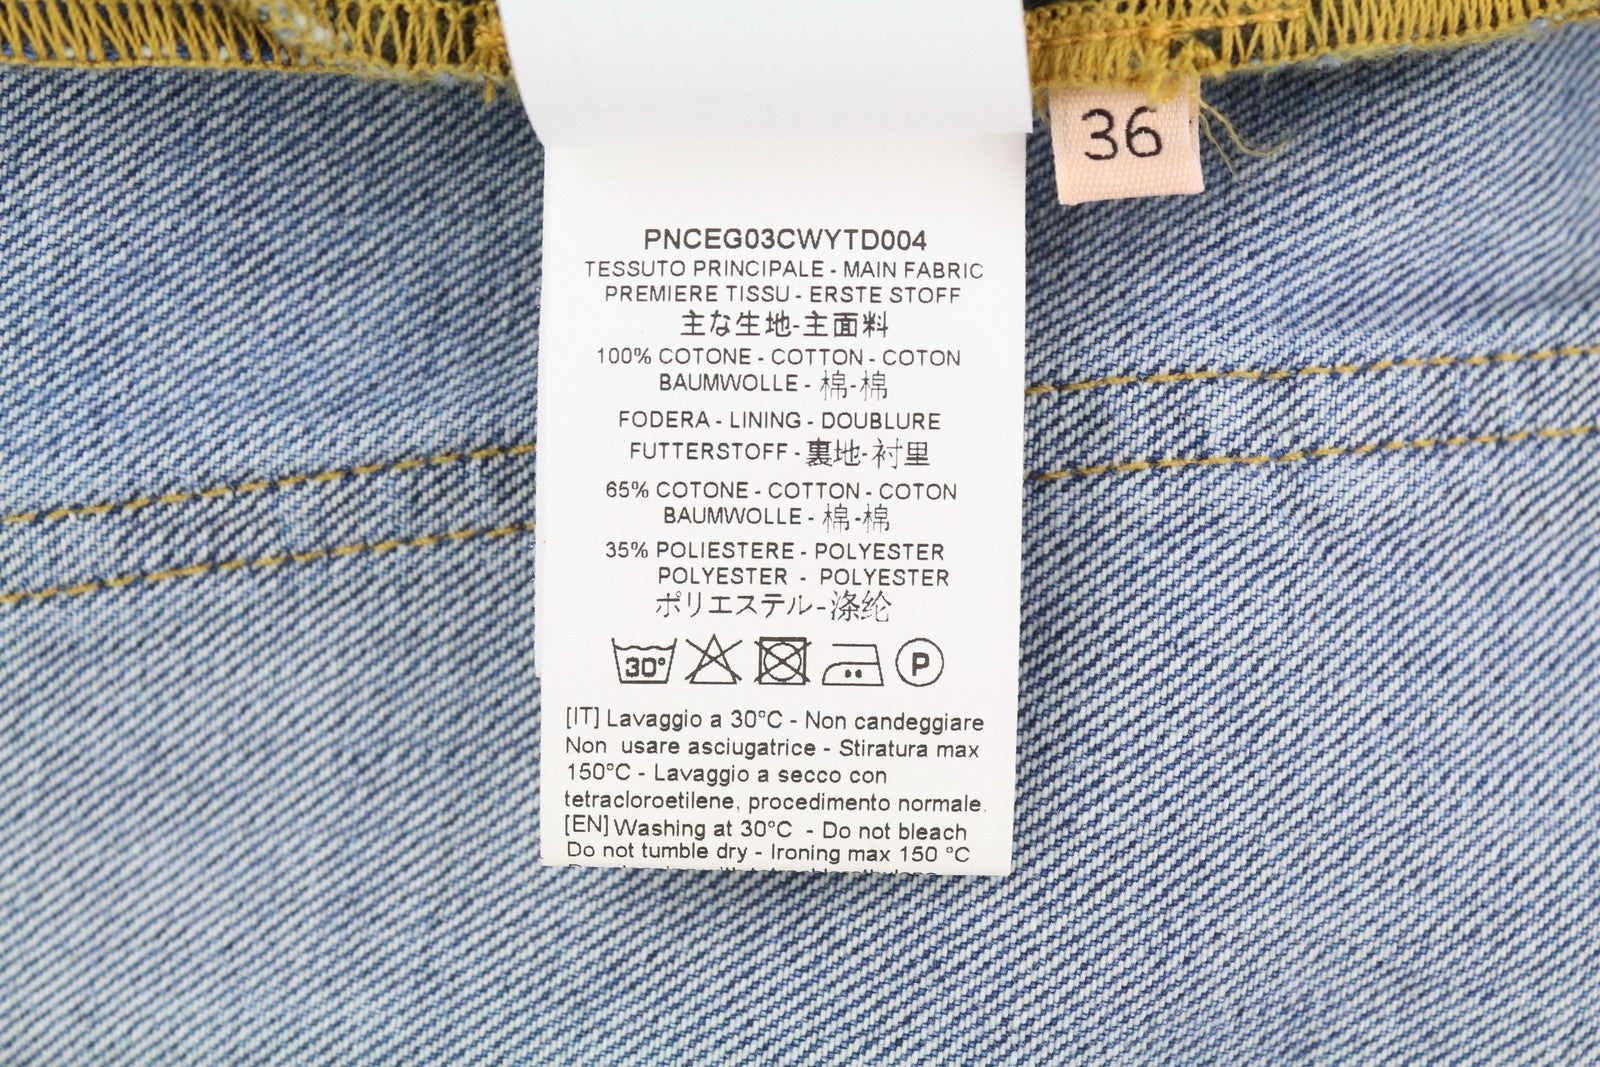 36
PNCEG03CWYTD004
TESSUTO PRINCIPALE - MAIN FABRIC
PREMIERE TISSU - ERSTE STOFF
主な生地-主面料
100% COTONE - COTTON - COTON
BAUMWOLLE - 棉-棉
FODERA - LINING - DOUBLURE
FUTTERSTOFF - 裏地-衬里
65% COTONE - COTTON - COTON
BAUMWOLLE - 棉-棉
35% POLIESTERE - POLYESTER
POLYESTER - POLYESTER
ポリエステル-涤纶
30° P
[IT] Lavaggio a 30°C - Non candeggiare
Non usare asciugatrice - Stiratura max
150°C - Lavaggio a secco con
tetracloroetilene, procedimento normale.
[EN] Washing at 30°C - Do not bleach
Do not tumble dry - Ironing max 150 °C